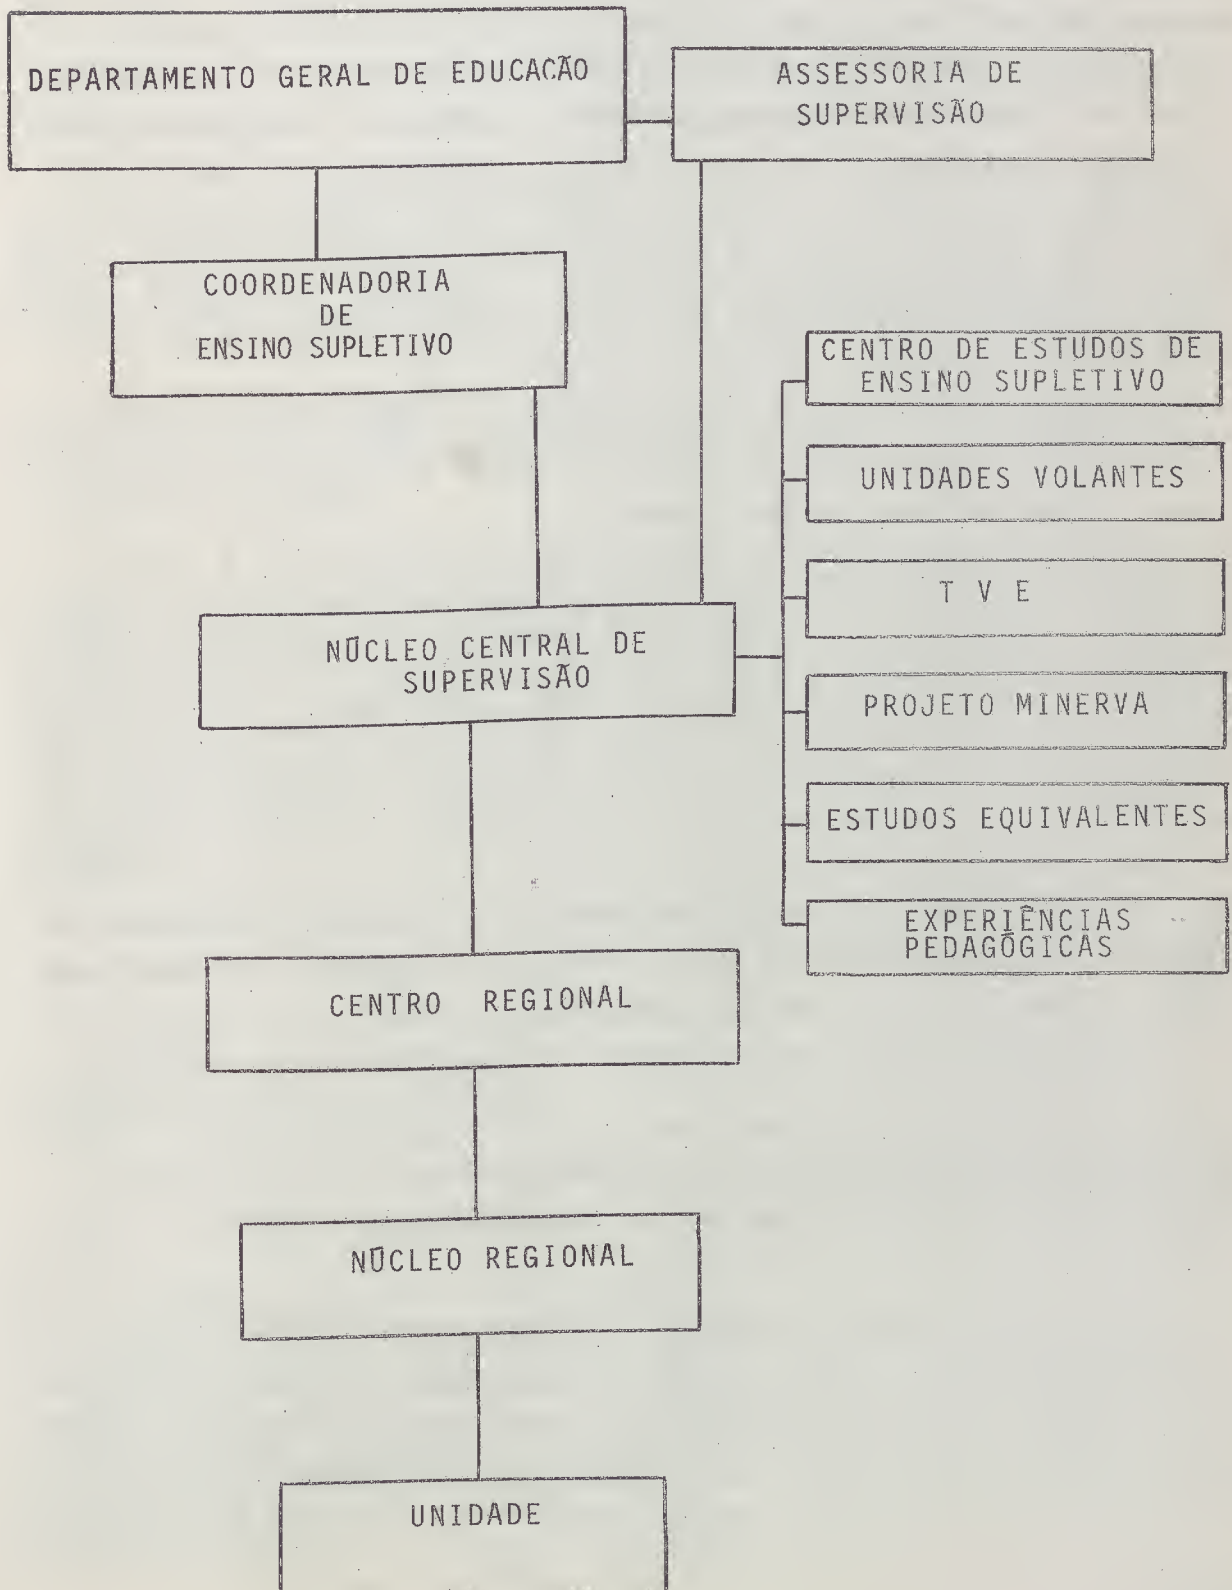 DEPARTAMENTO GERAL DE EDUCACÃO
ASSESSORIA DE
SUPERVISÃO
COORDENADORIA
DE
ENSINO SUPLETIVO
CENTRO DE ESTUDOS DE
ENSINO SUPLETIVO
UNIDADES VOLANTES
T V E
NÚCLEO CENTRAL DE
SUPERVISÃO
PROJETO MINERVA
ESTUDOS EQUIVALENTES
EXPERIÊNCIAS
PEDAGÓGICAS
CENTRO REGIONAL
NÚCLEO REGIONAL
UNIDADE